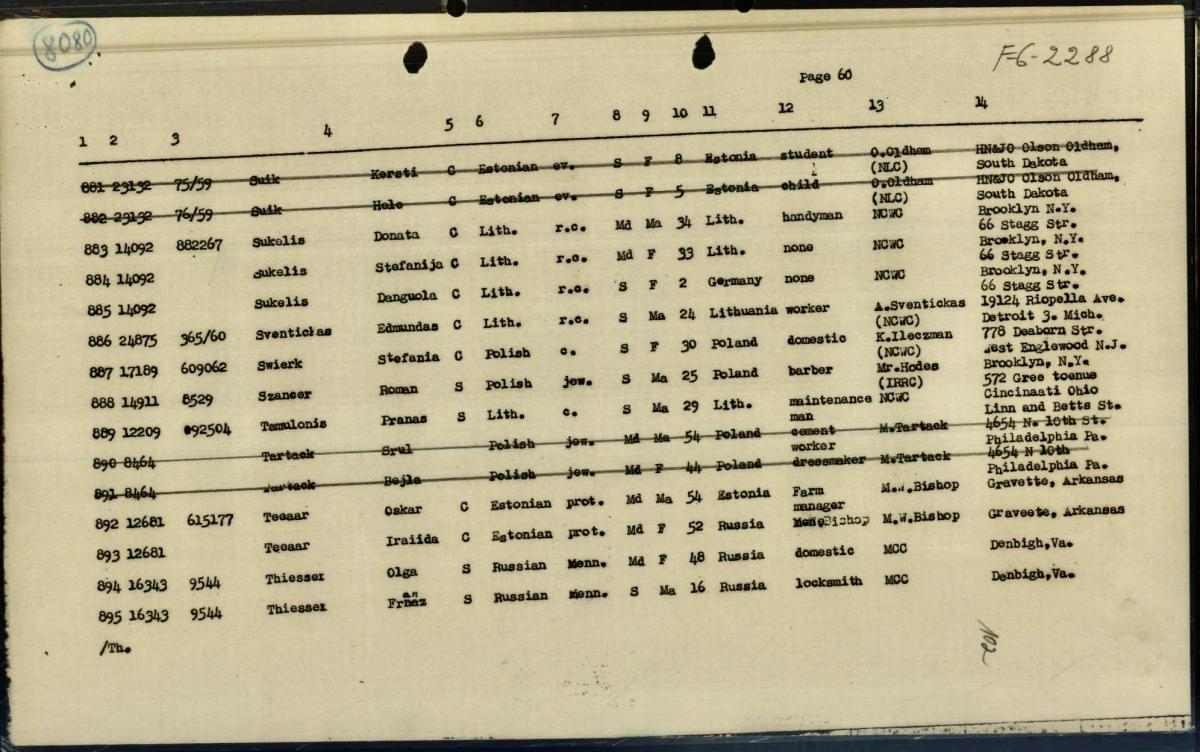 8080
F-6-2288
Page 60
1 2 3 4 5 6 7 8 9 10 11 12 13 14
881 23132 75/59 Suik Kersti C Estonian ev. S F 8 Estonia student O.Oldham HN&JO Olson Oldham,
(NLC) South Dakota
882 23132 76/59 Suik Helo C Estonian ev. S F 5 Estonia child O.Oldham HN&JO Olson Oldham,
(NLC) South Dakota
883 14092 882267 Sukelis Donata C Lith. r.c. Md Ma 34 Lith. handyman NCWC Brooklyn N.Y.
66 Stagg Str.
884 14092 Sukelis Stefanija C Lith. r.c. Md F 33 Lith. none NCWC Brooklyn, N.Y.
66 Stagg Str.
885 14092 Sukelis Danguola C Lith. r.c. S F 2 Germany none NCWC Brooklyn, N.Y.
66 Stagg Str.
886 24875 365/60 Sventickas Edmundas C Lith. r.c. S Ma 24 Lithuania worker A.Sventickas 19124 Riopella Ave.
(NCWC) Detroit 3. Mich.
887 17189 609062 Swierk Stefania C Polish c. S F 30 Poland domestic K.Ileczman 778 Deaborn Str.
(NCWC) West Englewood N.J.
888 14911 8529 Szancer Roman S Polish jew. S Ma 25 Poland barber Mr.Hodes Brooklyn, N.Y.
(IRRC) 572 Gree toenue
889 12209 092504 Tamulonis Pranas S Lith. c. S Ma 29 Lith. maintenance NCWC Cincinaati Ohio
man Linn and Betts St.
890 8464 Tartack Srul Polish jew. Md Ma 54 Poland cement M.Tartack 4654 N. 10th St.
worker Philadelphia Pa.
891 8464 Tartack Bejla Polish jew. Md F 44 Poland dressmaker M.Tartack 4654 N 10th
Philadelphia Pa.
892 12681 615177 Teeaar Oskar C Estonian prot. Md Ma 54 Estonia Farm M.W.Bishop Gravette, Arkansas
manager
893 12681 Teeaar Iraiida C Estonian prot. Md F 52 Russia M.W.Bishop Graveete, Arkansas
894 16343 9544 Thiessen Olga S Russian Menn. Md F 48 Russia domestic MCC Denbigh,Va.
895 16343 9544 Thiessen Franz S Russian Menn. S Ma 16 Russia locksmith MCC Denbigh,Va.
/Th.
102